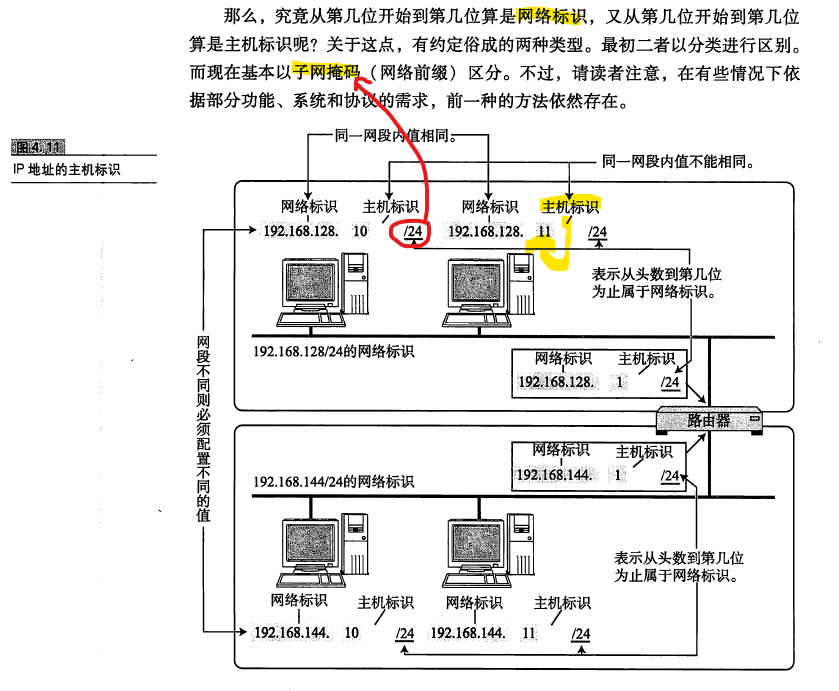 那么，究竟从第几位开始到第几位算是网络标识，又从第几位开始到第几位
算是主机标识呢？关于这点，有约定俗成的两种类型。最初二者以分类进行区别。
而现在基本以子网掩码（网络前缀）区分。不过，请读者注意，在有些情况下依
据部分功能、系统和协议的需求，前一种的方法依然存在。
图4.11
IP 地址的主机标识
同一网段内值相同。
同一网段内值不能相同。
网络标识 主机标识 网络标识 主机标识
192.168.128. 10 /24 192.168.128. 11 /24
表示从头数到第几位
为止属于网络标识。
192.168.128/24的网络标识
网络标识 主机标识
192.168.128. 1 /24
路由器
网段不同则必须配置不同的值
网络标识 主机标识
192.168.144. 1 /24
192.168.144/24的网络标识
表示从头数到第几位
为止属于网络标识。
网络标识 主机标识 网络标识 主机标识
192.168.144. 10 /24 192.168.144. 11 /24